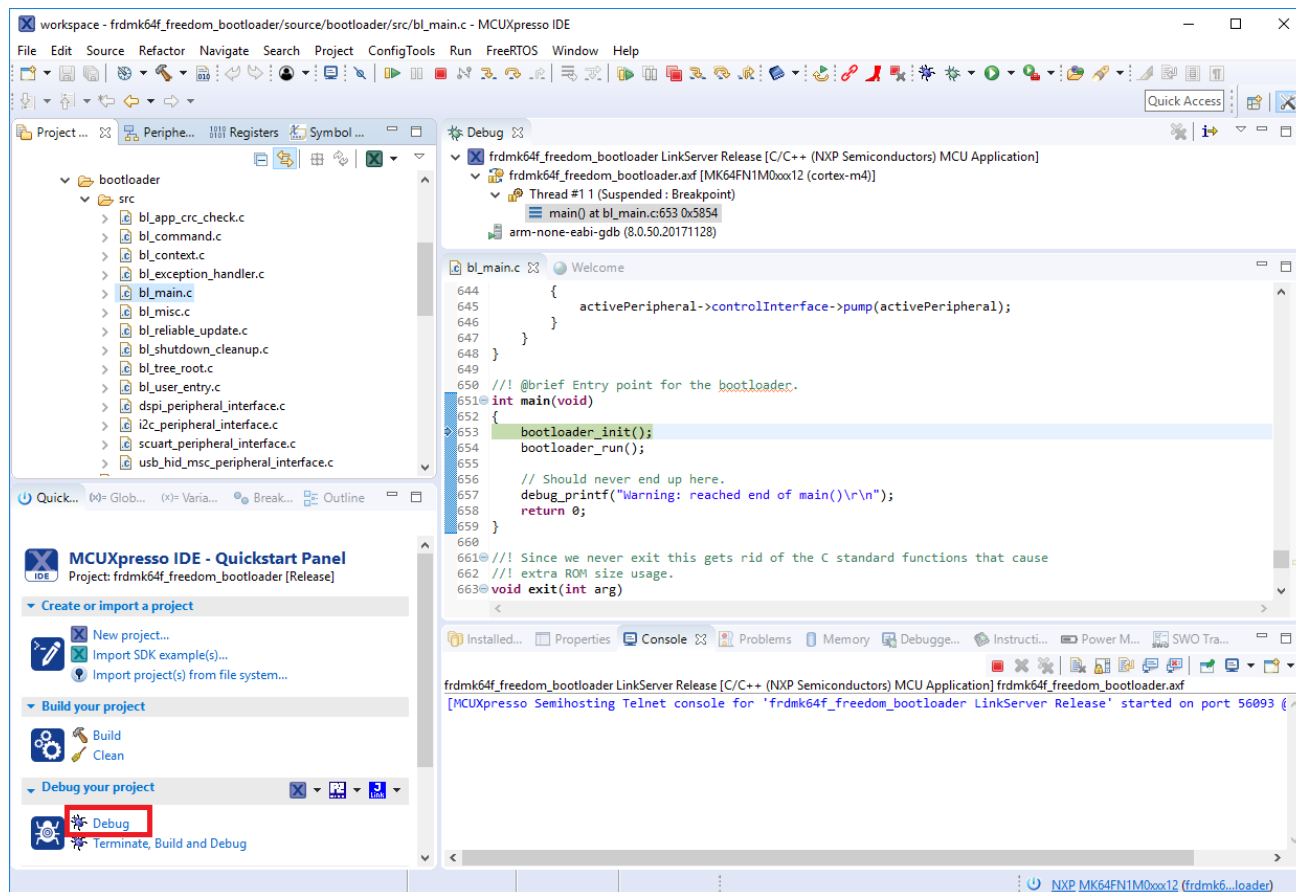 workspace - frdmk64f_freedom_bootloader/source/bootloader/src/bl_main.c - MCUXpresso IDE
File Edit Source Refactor Navigate Search Project ConfigTools Run FreeRTOS Window Help
Quick Access
Project ... Periphe... Registers Symbol ...
bootloader
src
bl_app_crc_check.c
bl_command.c
bl_context.c
bl_exception_handler.c
bl_main.c
bl_misc.c
bl_reliable_update.c
bl_shutdown_cleanup.c
bl_tree_root.c
bl_user_entry.c
dspi_peripheral_interface.c
i2c_peripheral_interface.c
scuart_peripheral_interface.c
usb_hid_msc_peripheral_interface.c
Debug
frdmk64f_freedom_bootloader LinkServer Release [C/C++ (NXP Semiconductors) MCU Application]
frdmk64f_freedom_bootloader.axf [MK64FN1M0xxx12 (cortex-m4)]
Thread #1 1 (Suspended : Breakpoint)
main() at bl_main.c:653 0x5854
arm-none-eabi-gdb (8.0.50.20171128)
bl_main.c Welcome
644 {
645 activePeripheral->controlInterface->pump(activePeripheral);
646 }
647 }
648 }
649
650 //! @brief Entry point for the bootloader.
651 int main(void)
652 {
653 bootloader_init();
654 bootloader_run();
655
656 // Should never end up here.
657 debug_printf("Warning: reached end of main()\r\n");
658 return 0;
659 }
660
661 //! Since we never exit this gets rid of the C standard functions that cause
662 //! extra ROM size usage.
663 void exit(int arg)
Quick... (x)= Glob... (x)= Varia... Break... Outline
MCUXpresso IDE - Quickstart Panel
IDE
Project: frdmk64f_freedom_bootloader [Release]
Create or import a project
New project...
Import SDK example(s)...
Import project(s) from file system...
Build your project
Build
Clean
Debug your project
Debug
Terminate, Build and Debug
Installed... Properties Console Problems Memory Debugge... Instructi... Power M... SWO Tra...
frdmk64f_freedom_bootloader LinkServer Release [C/C++ (NXP Semiconductors) MCU Application] frdmk64f_freedom_bootloader.axf
[MCUXpresso Semihosting Telnet console for 'frdmk64f_freedom_bootloader LinkServer Release' started on port 56093 @
NXP MK64FN1M0xxx12 (frdmk6...loader)